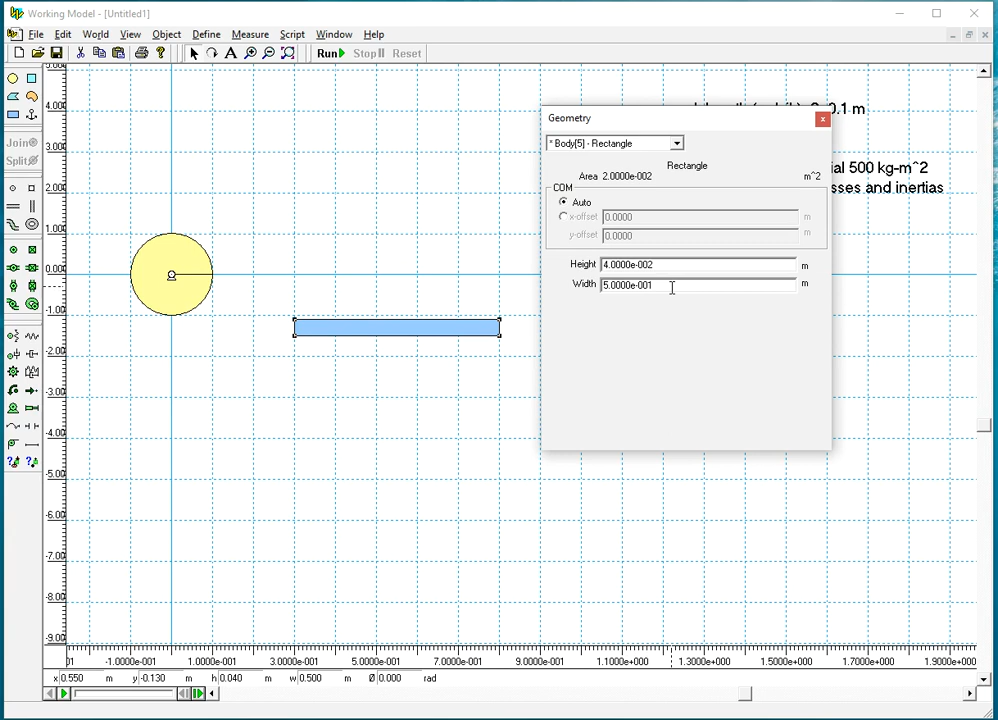 Working Model - [Untitled1]
File Edit World View Object Define Measure Script Window Help
A ? Run Stop Reset
Join
Split
5.000
4.000
3.000
2.000
1.000
0.000
-1.00
-2.00
-3.00
-4.00
-5.00
-6.00
-7.00
-8.00
-9.00
0.1 m
ial 500 kg-m^2
sses and inertias
Geometry
x
* Body[5] - Rectangle
Rectangle
Area 2.0000e-002 m^2
COM
Auto
x-offset 0.0000 m
y-offset 0.0000 m
Height 4.0000e-002 m
Width 5.0000e-001 m
01 -1.0000e-001 1.0000e-001 3.0000e-001 5.0000e-001 7.0000e-001 9.0000e-001 1.1000e+000 1.3000e+000 1.5000e+000 1.7000e+000 1.9000e+000
x 0.550 m y -0.130 m h 0.040 m w 0.500 m Ø 0.000 rad